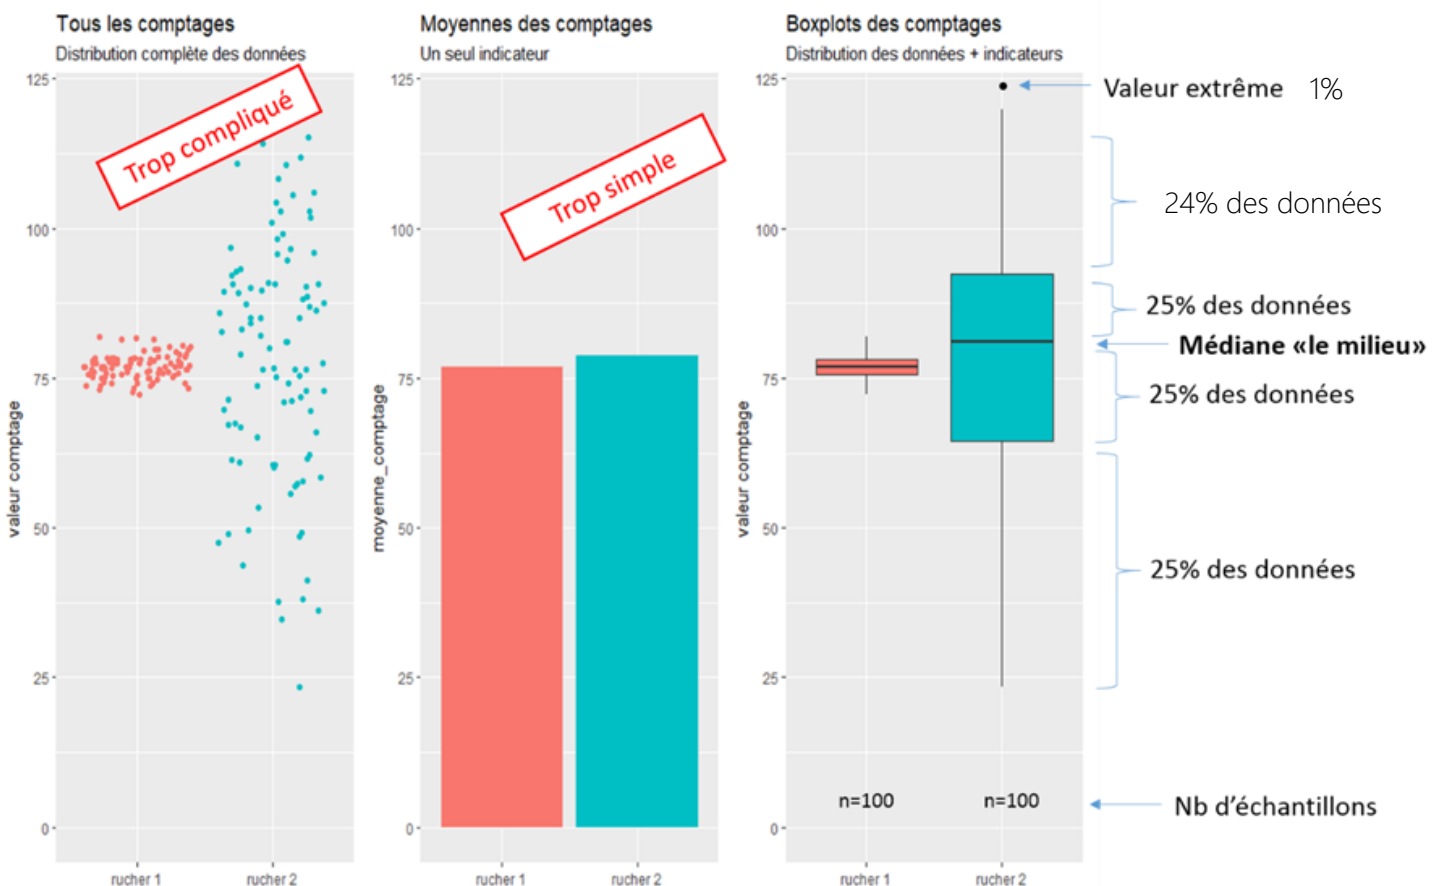 Tous les comptages
Distribution complète des données
125
100
75
50
25
0
valeur comptage
Trop compliqué
rucher 1
rucher 2
Moyennes des comptages
Un seul indicateur
125
100
75
50
25
0
moyenne_comptage
Trop simple
rucher 1
rucher 2
Boxplots des comptages
Distribution des données + indicateurs
125
100
75
50
25
0
valeur comptage
n=100
n=100
rucher 1
rucher 2
Valeur extrême 1%
24% des données
25% des données
Médiane «le milieu»
25% des données
25% des données
Nb d'échantillons